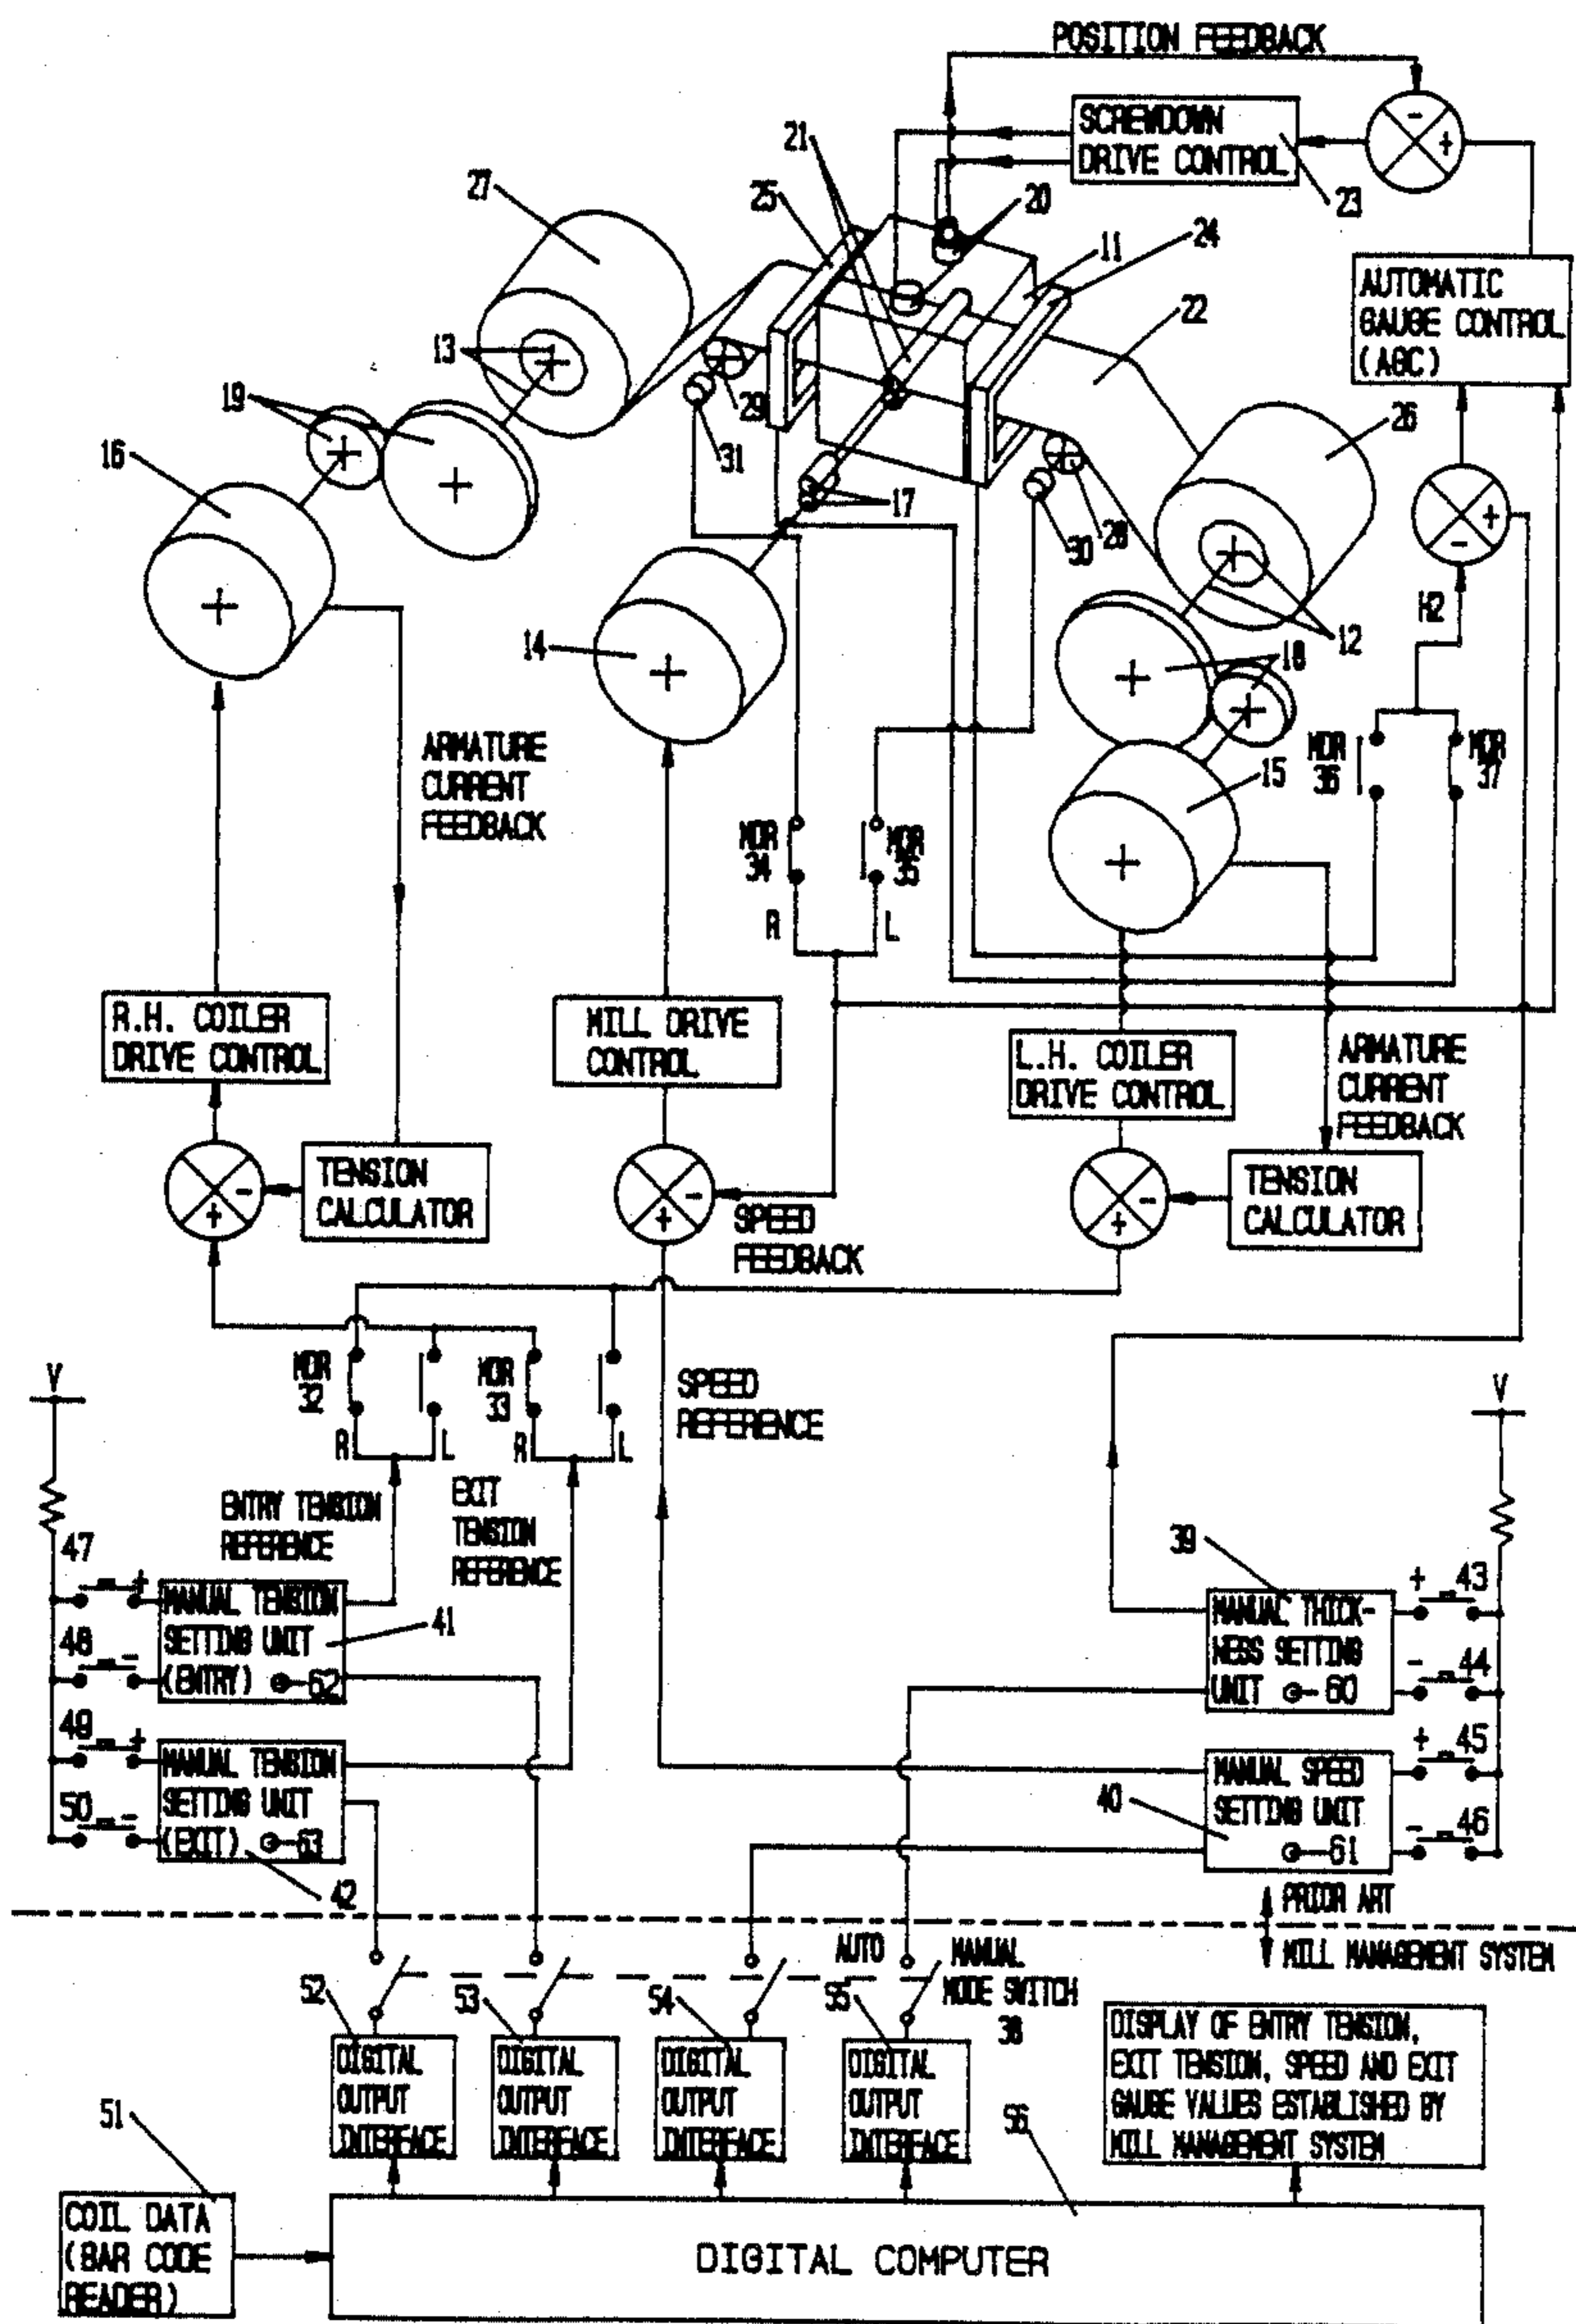 POSITION FEEDBACK
SCREWDOWN
DRIVE CONTROL
-
+
23
21
25
20
27
24
11
AUTOMATIC
GAUGE CONTROL
(AGC)
22
13
19
29
31
26
16
17
30
28
+
-
H2
14
12
18
15
MDR
36
MDR
37
ARMATURE
CURRENT
FEEDBACK
MDR
34
MDR
35
R
L
R.H. COILER
DRIVE CONTROL
MILL DRIVE
CONTROL
L.H. COILER
DRIVE CONTROL
ARMATURE
CURRENT
FEEDBACK
-
+
TENSION
CALCULATOR
-
+
SPEED
FEEDBACK
-
+
TENSION
CALCULATOR
MDR
32
MDR
33
R
L
R
L
SPEED
REFERENCE
V
V
ENTRY TENSION
REFERENCE
EXIT
TENSION
REFERENCE
47
+
MANUAL TENSION
SETTING UNIT
(ENTRY)
62
41
48
-
49
+
MANUAL TENSION
SETTING UNIT
(EXIT)
63
42
50
-
39
MANUAL THICK-
NESS SETTING
UNIT
60
+
43
-
44
MANUAL SPEED
SETTING UNIT
61
40
+
45
-
46
PRIOR ART
MILL MANAGEMENT SYSTEM
AUTO
MANUAL
MODE SWITCH
38
52
53
54
55
DIGITAL
OUTPUT
INTERFACE
DIGITAL
OUTPUT
INTERFACE
DIGITAL
OUTPUT
INTERFACE
DIGITAL
OUTPUT
INTERFACE
DISPLAY OF ENTRY TENSION,
EXIT TENSION, SPEED AND EXIT
GAUGE VALUES ESTABLISHED BY
MILL MANAGEMENT SYSTEM
51
56
COIL DATA
(BAR CODE
READER)
DIGITAL COMPUTER